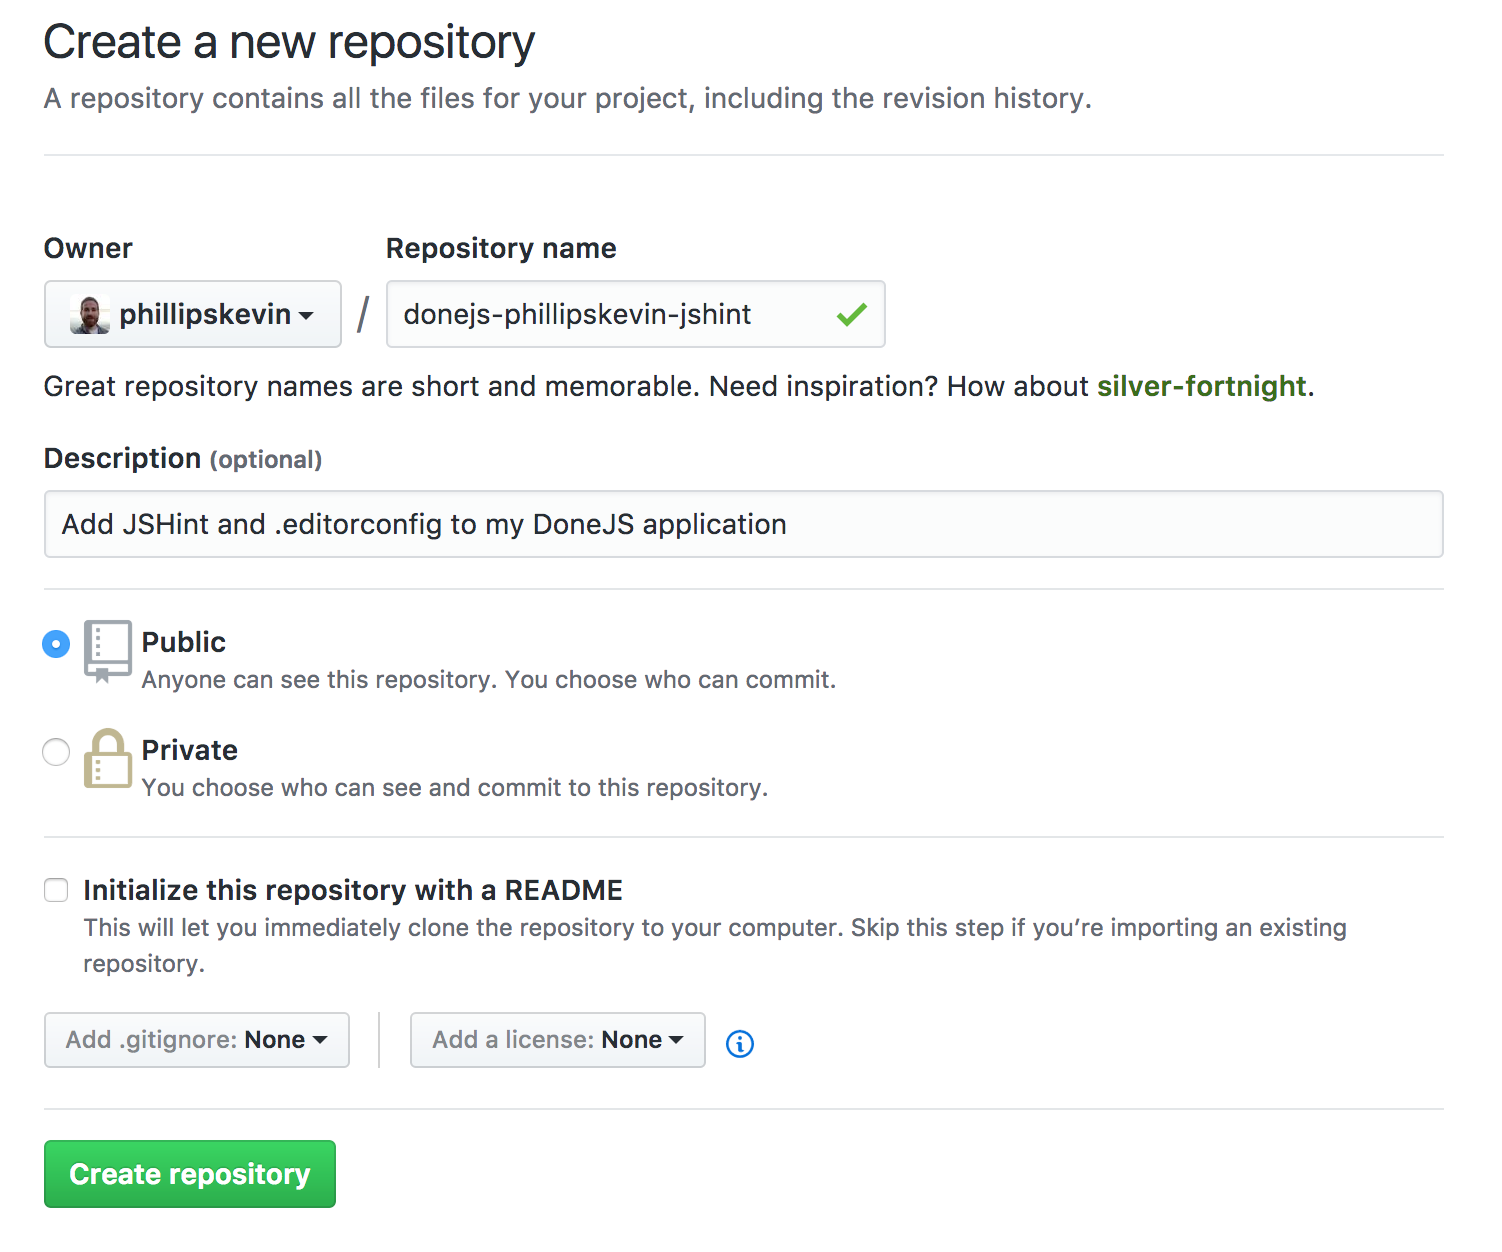 Create a new repository
A repository contains all the files for your project, including the revision history.
Owner
Repository name
phillipskevin / donejs-phillipskevin-jshint
Great repository names are short and memorable. Need inspiration? How about silver-fortnight.
Description (optional)
Add JSHint and .editorconfig to my DoneJS application
Public
Anyone can see this repository. You choose who can commit.
Private
You choose who can see and commit to this repository.
Initialize this repository with a README
This will let you immediately clone the repository to your computer. Skip this step if you’re importing an existing
repository.
Add .gitignore: None
Add a license: None
Create repository